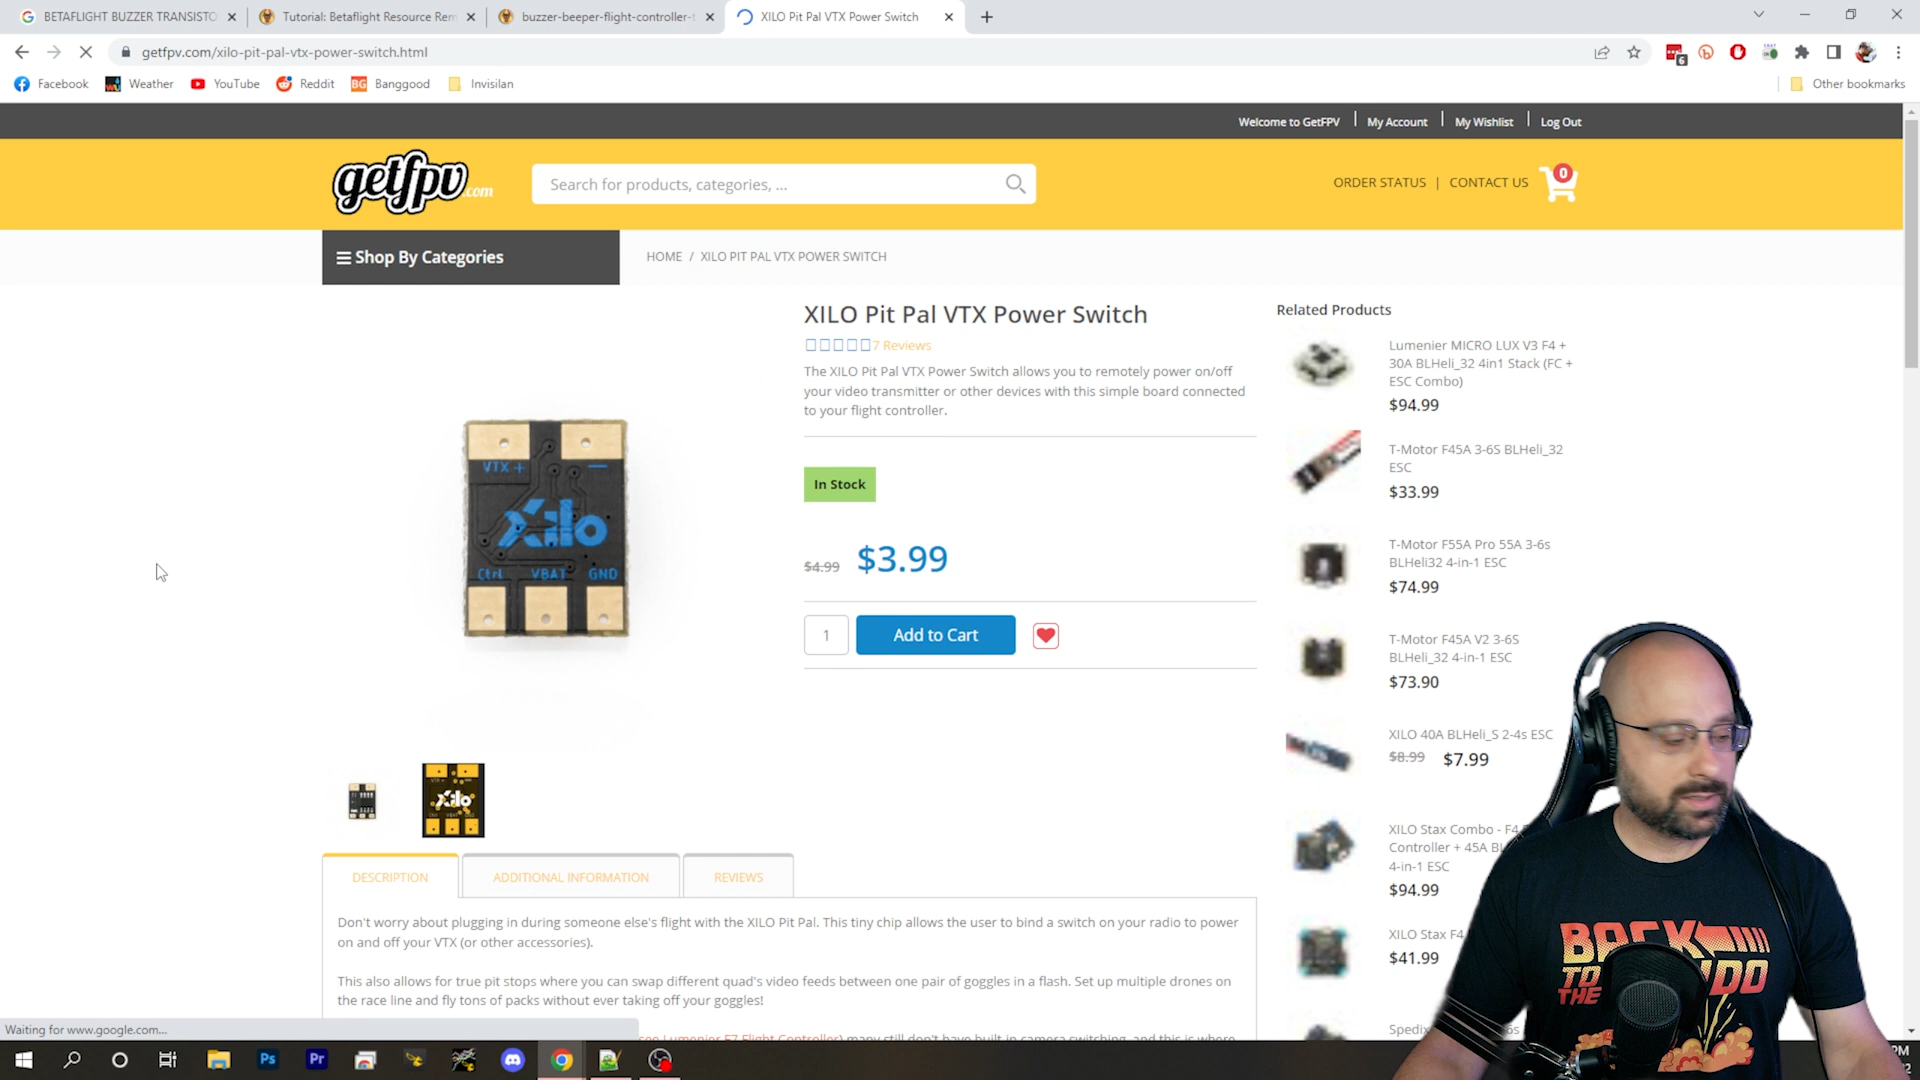 BETAFLIGHT BUZZER TRANSISTO
Tutorial: Betaflight Resource Rem
buzzer-beeper-flight-controller-
XILO Pit Pal VTX Power Switch
getfpv.com/xilo-pit-pal-vtx-power-switch.html
6
Facebook
Weather
YouTube
Reddit
BG Banggood
Invisilan
Other bookmarks
Welcome to GetFPV
My Account
My Wishlist
Log Out
getfpv.com
Search for products, categories, ...
ORDER STATUS | CONTACT US
0
Shop By Categories
HOME / XILO PIT PAL VTX POWER SWITCH
XILO Pit Pal VTX Power Switch
7 Reviews
The XILO Pit Pal VTX Power Switch allows you to remotely power on/off
your video transmitter or other devices with this simple board connected
to your flight controller.
In Stock
$4.99 $3.99
1
Add to Cart
VTX + —
Xilo
Ctrl VBAT GND
Xilo
DESCRIPTION
ADDITIONAL INFORMATION
REVIEWS
Don't worry about plugging in during someone else's flight with the XILO Pit Pal. This tiny chip allows the user to bind a switch on your radio to power
on and off your VTX (or other accessories).
This also allows for true pit stops where you can swap different quad's video feeds between one pair of goggles in a flash. Set up multiple drones on
the race line and fly tons of packs without ever taking off your goggles!
Lumenier F7 Flight Controller) many still don't have built in camera switching, and this is where
Related Products
Lumenier MICRO LUX V3 F4 +
30A BLHeli_32 4in1 Stack (FC +
ESC Combo)
$94.99
T-Motor F45A 3-6S BLHeli_32
ESC
$33.99
T-Motor F55A Pro 55A 3-6s
BLHeli32 4-in-1 ESC
$74.99
T-Motor F45A V2 3-6S
BLHeli_32 4-in-1 ESC
$73.90
XILO 40A BLHeli_S 2-4s ESC
$8.99 $7.99
XILO Stax Combo - F4
Controller + 45A
4-in-1 ESC
$94.99
XILO Stax F4
$41.99
Spedix
BACK
TO
THE
Waiting for www.google.com...
Ps
Pr
PM